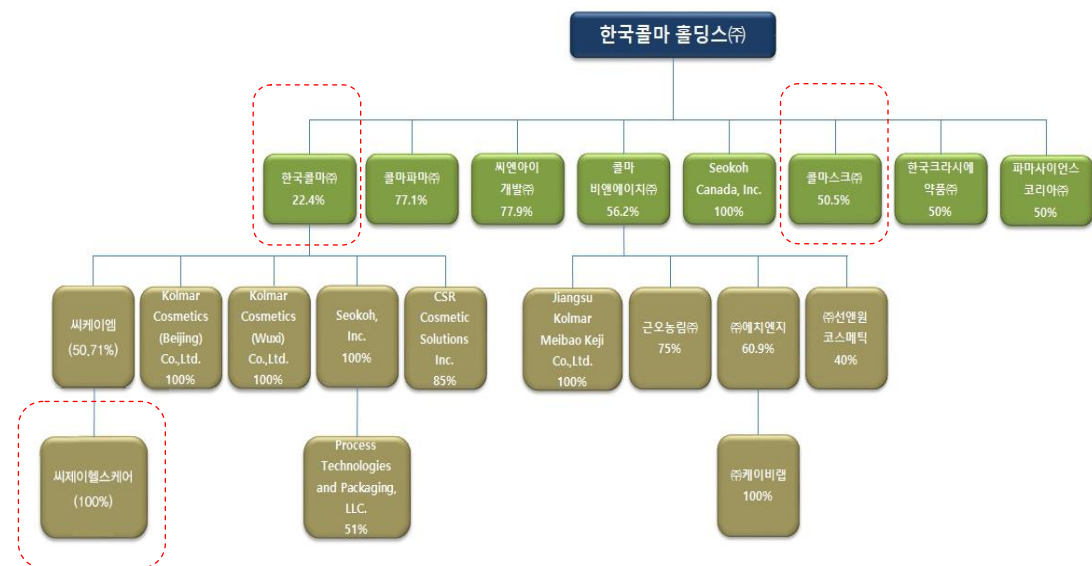 한국콜마 홀딩스㈜
한국콜마㈜
22.4%
콜마파마㈜
77.1%
씨엔아이
개발㈜
77.9%
콜마
비앤에이치㈜
56.2%
Seokoh
Canada, Inc.
100%
콜마스크㈜
50.5%
한국크라시에
약품㈜
50%
파마사이언스
코리아㈜
50%
씨케이엠
(50.71%)
Kolmar
Cosmetics
(Beijing)
Co.,Ltd.
100%
Kolmar
Cosmetics
(Wuxi)
Co.,Ltd.
100%
Seokoh,
Inc.
100%
CSR
Cosmetic
Solutions
Inc.
85%
Jiangsu
Kolmar
Meibao Keji
Co.,Ltd.
100%
근오농림㈜
75%
㈜에치엔지
60.9%
㈜선앤원
코스메틱
40%
씨제이헬스케어
(100%)
Process
Technologies
and Packaging,
LLC.
51%
㈜케이비랩
100%